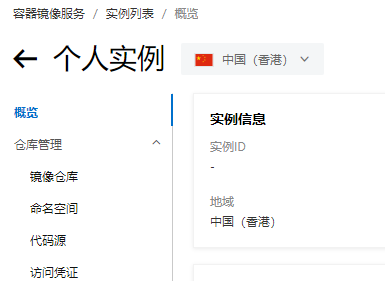 容器镜像服务 / 实例列表 / 概览
个人实例 中国（香港）
概览
仓库管理
镜像仓库
命名空间
代码源
访问凭证
实例信息
实例ID
-
地域
中国（香港）